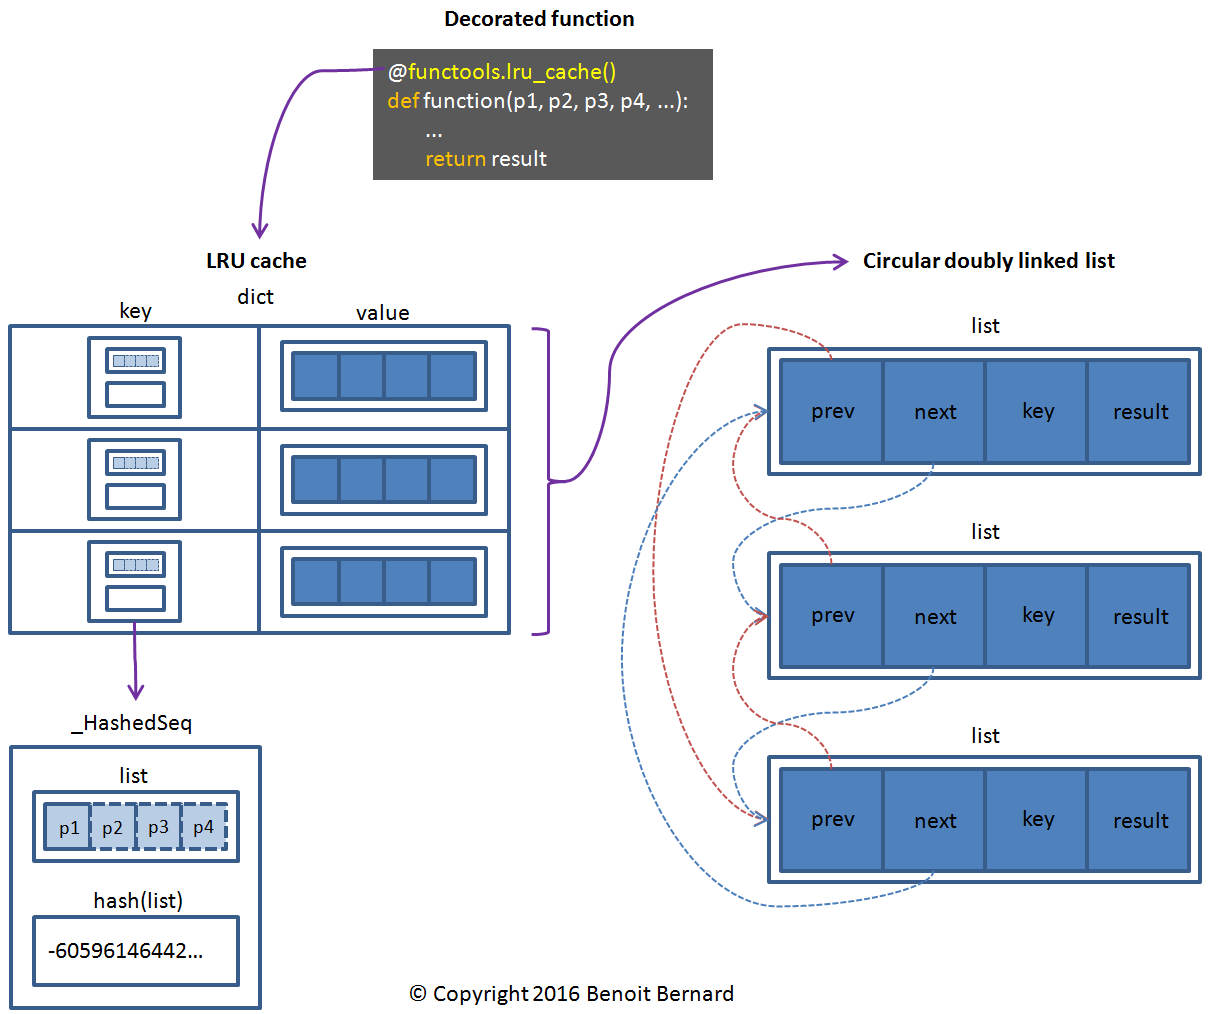 Decorated function
@functools.lru_cache()
def function(p1, p2, p3, p4, ...):
...
return result
LRU cache
dict
key
value
_HashedSeq
list
p1 p2 p3 p4
hash(list)
-60596146442...
Circular doubly linked list
list
prev next key result
list
prev next key result
list
prev next key result
© Copyright 2016 Benoit Bernard